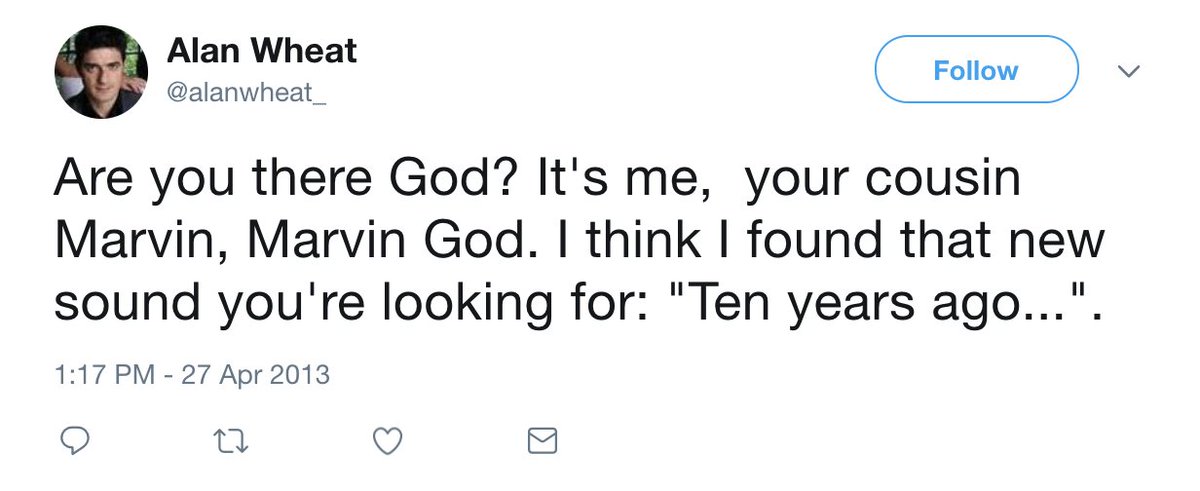 Alan Wheat
@alanwheat_
Follow
Are you there God? It's me,  your cousin
Marvin, Marvin God. I think I found that new
sound you're looking for: "Ten years ago...".
1:17 PM - 27 Apr 2013